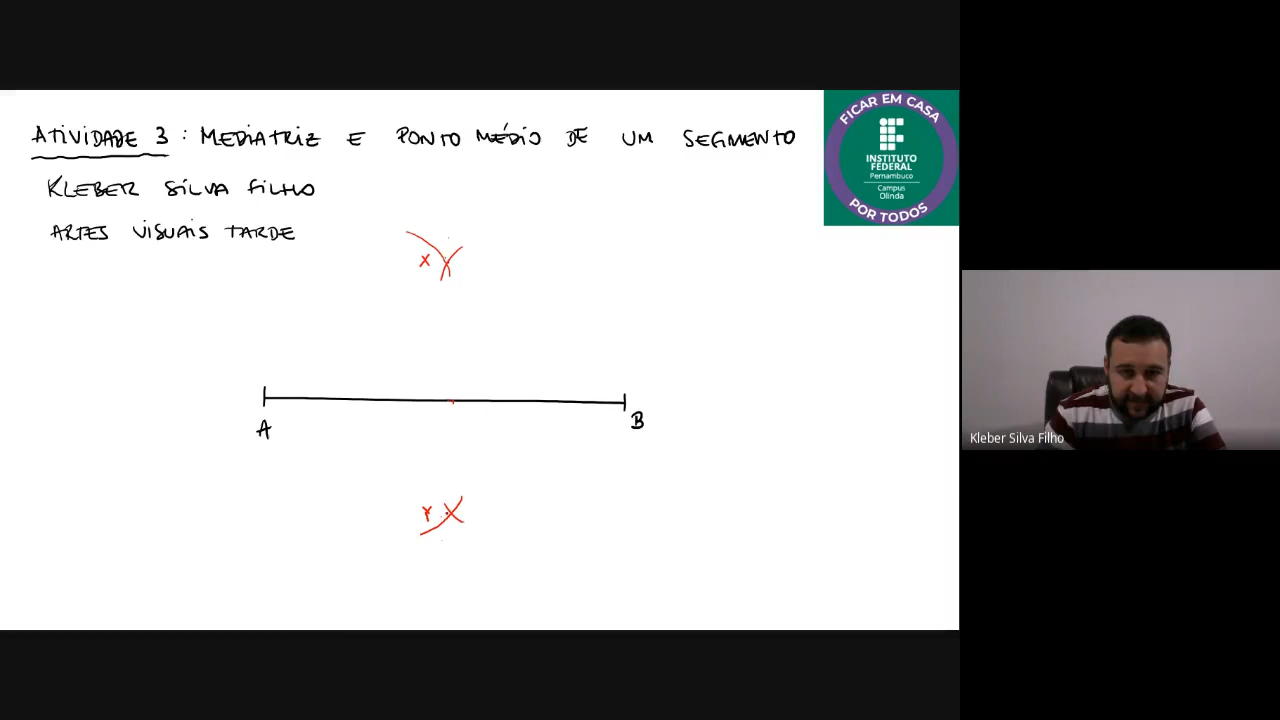 ATIVIDADE 3 : MEDIATRIZ E PONTO MÉDIO DE UM SEGMENTO
KLEBER SILVA FILHO
ARTES VISUAIS TARDE
FICAR EM CASA
INSTITUTO
FEDERAL
Pernambuco
Campus
Olinda
POR TODOS
X
A
B
Y
Kleber Silva Filho